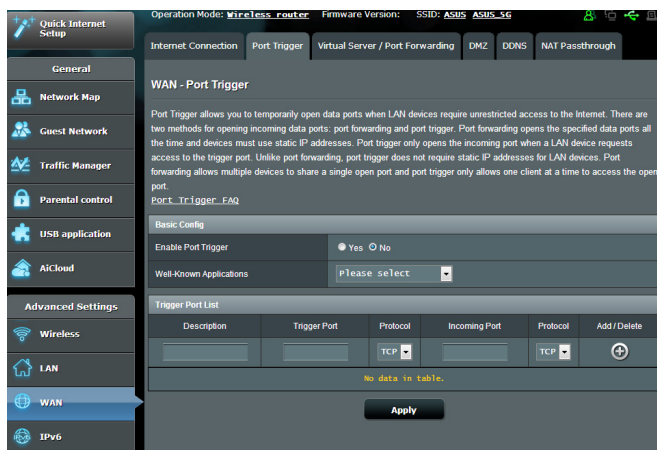 Quick Internet
Setup
Operation Mode: Wireless router Firmware Version: SSID: ASUS ASUS_5G
Internet Connection Port Trigger Virtual Server / Port Forwarding DMZ DDNS NAT Passthrough
General
Network Map
Guest Network
Traffic Manager
Parental control
USB application
AiCloud
Advanced Settings
Wireless
LAN
WAN
IPv6
WAN - Port Trigger
Port Trigger allows you to temporarily open data ports when LAN devices require unrestricted access to the Internet. There are
two methods for opening incoming data ports: port forwarding and port trigger. Port forwarding opens the specified data ports all
the time and devices must use static IP addresses. Port trigger only opens the incoming port when a LAN device requests
access to the trigger port. Unlike port forwarding, port trigger does not require static IP addresses for LAN devices. Port
forwarding allows multiple devices to share a single open port and port trigger only allows one client at a time to access the open
port.
Port Trigger FAQ
Basic Config
Enable Port Trigger Yes No
Well-Known Applications Please select
Trigger Port List
Description Trigger Port Protocol Incoming Port Protocol Add / Delete
TCP TCP
No data in table.
Apply